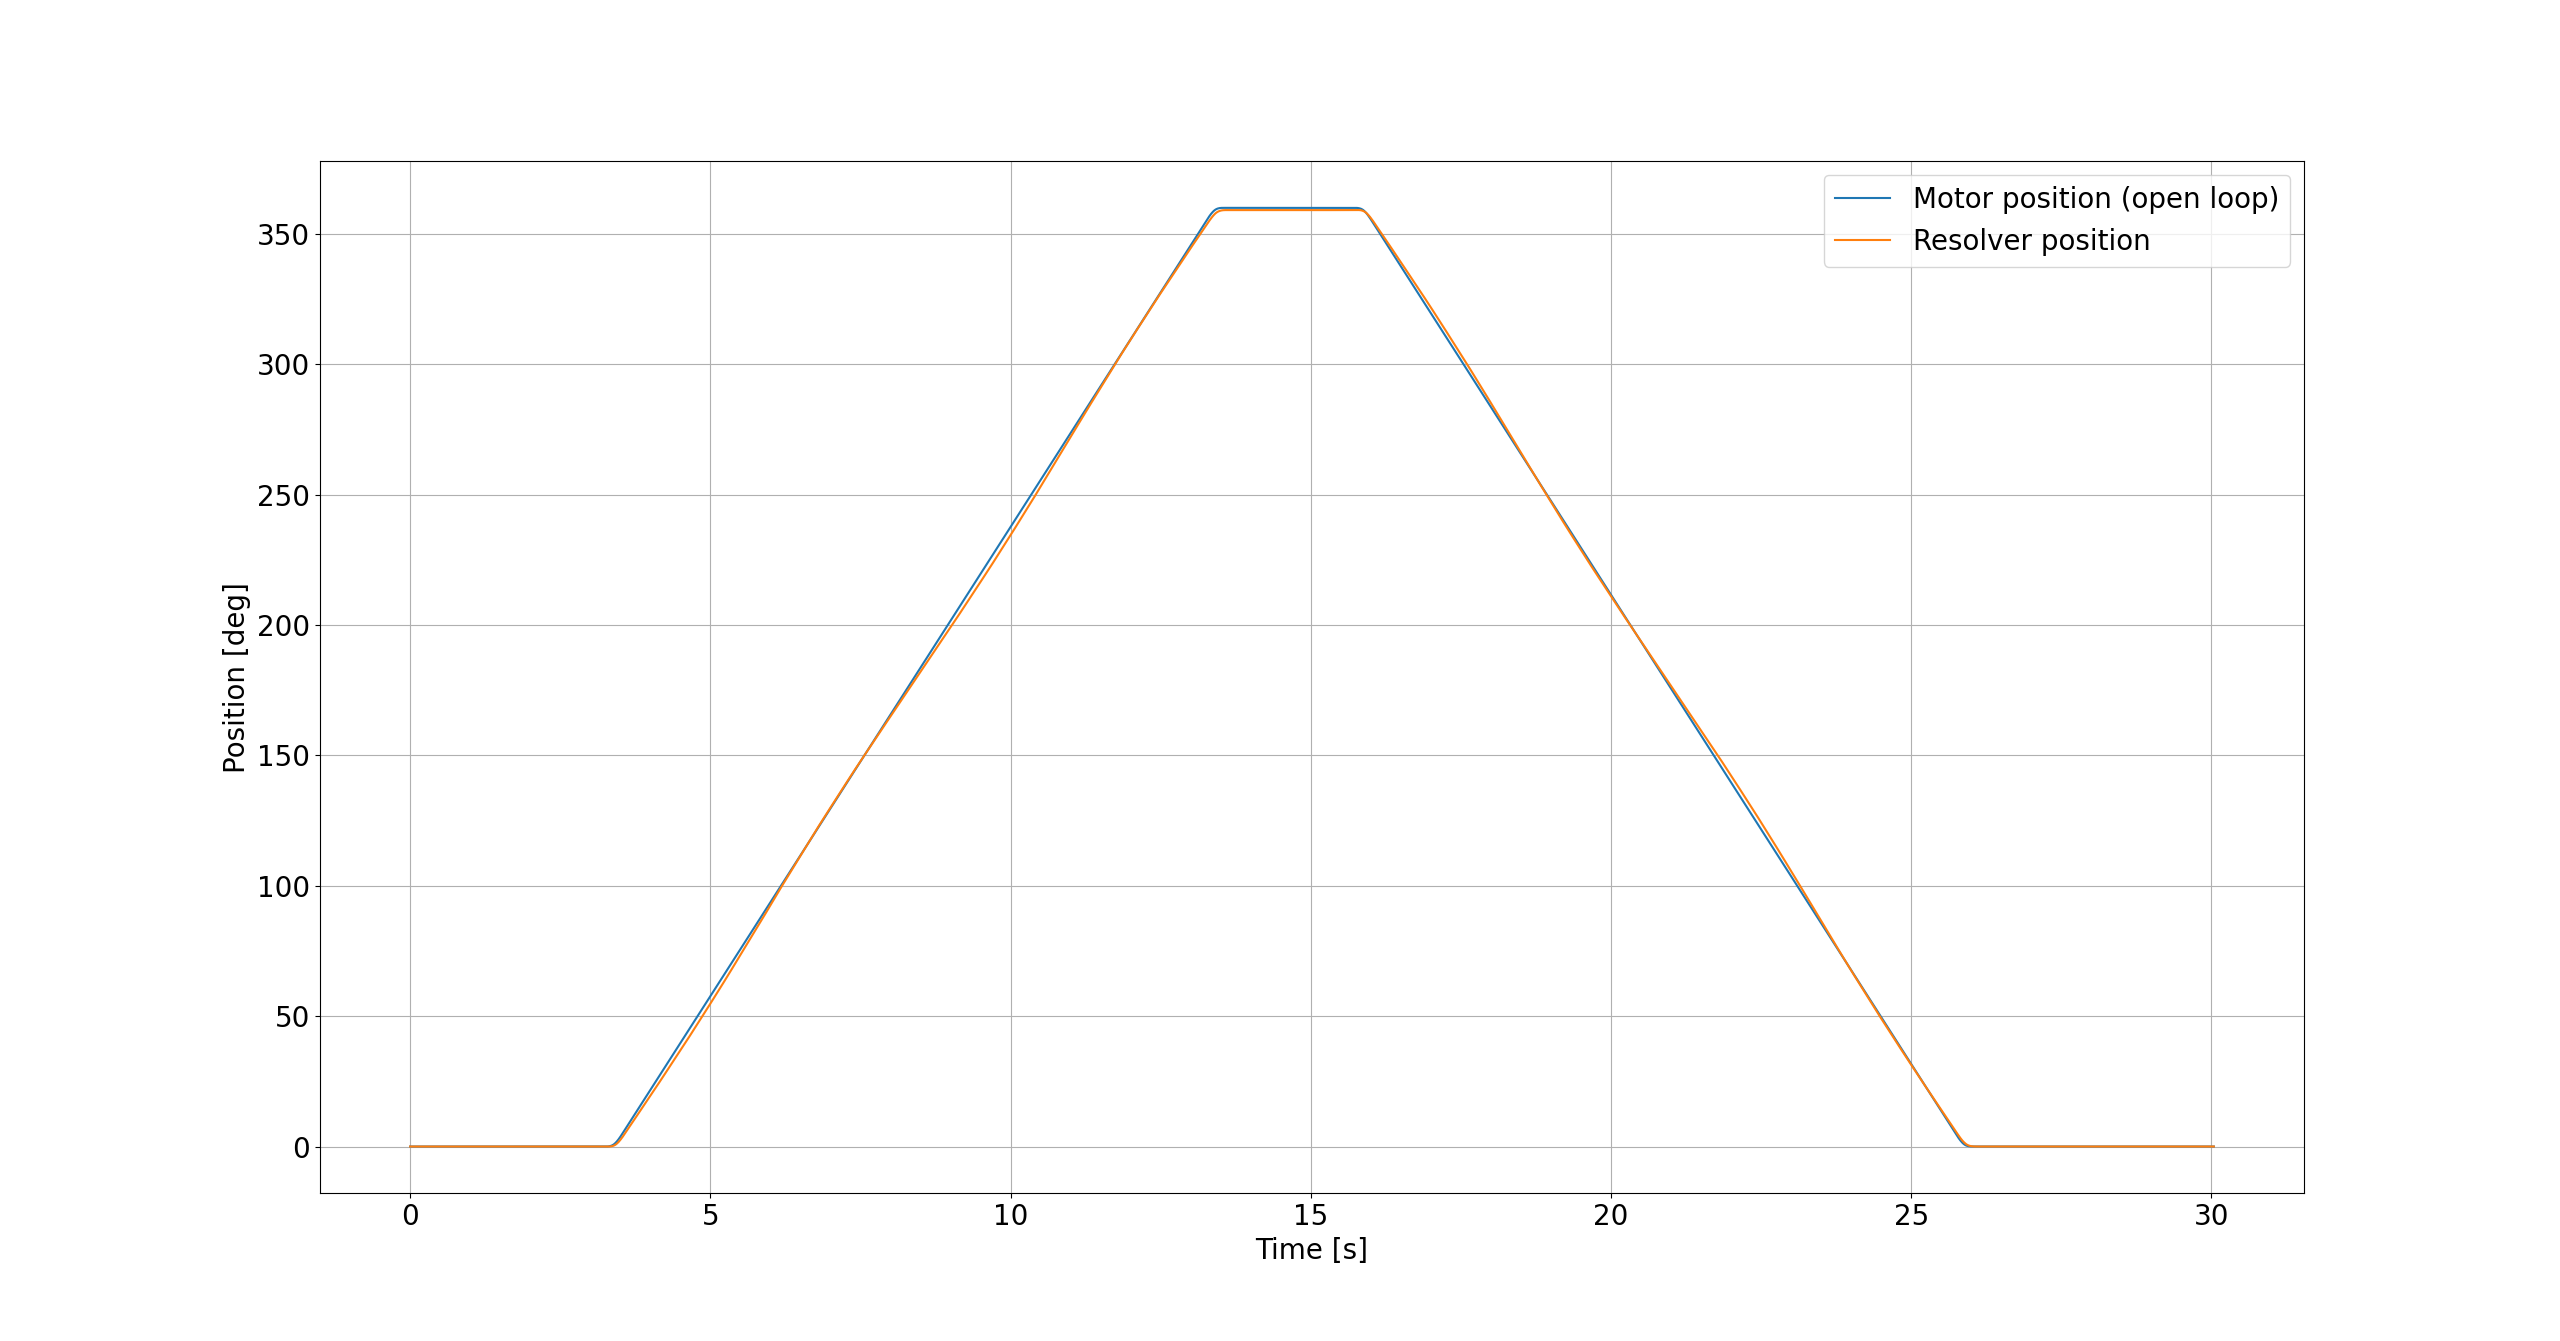 Motor position (open loop)
Resolver position
350
300
250
200
150
100
50
0
Position [deg]
0 5 10 15 20 25 30
Time [s]